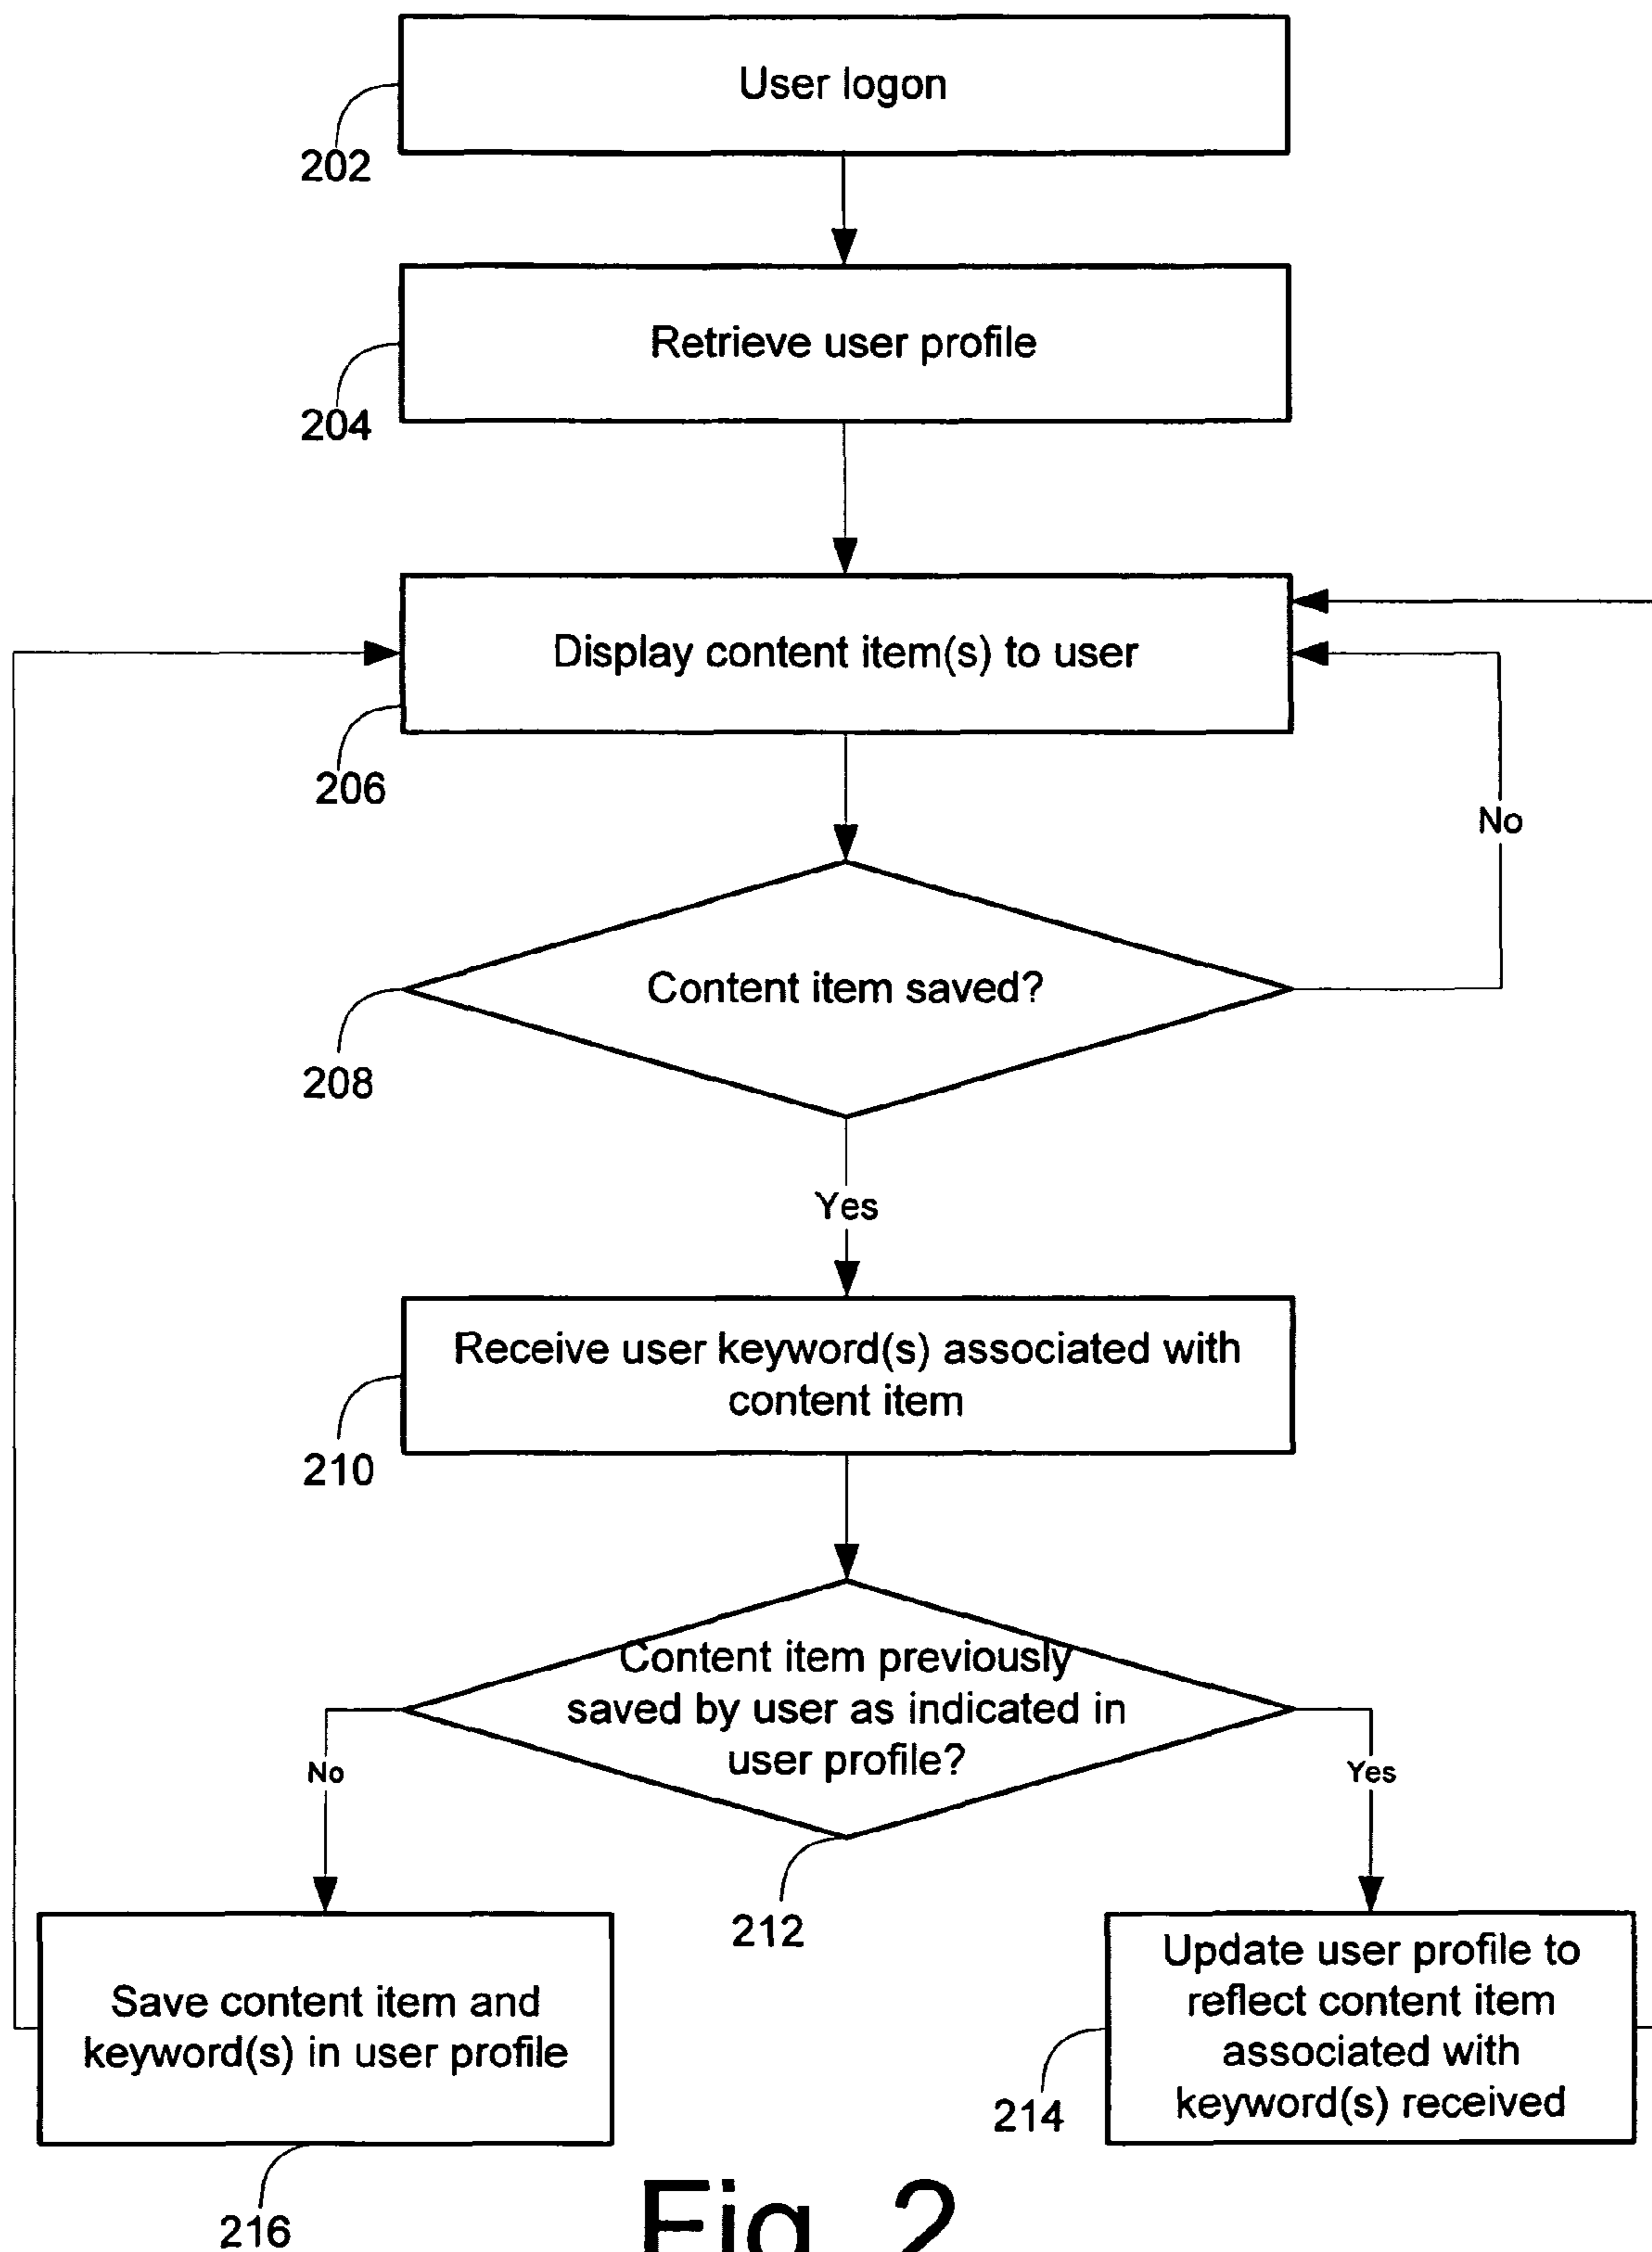 User logon
202
Retrieve user profile
204
Display content item(s) to user
206
No
Content item saved?
208
Yes
Receive user keyword(s) associated with
content item
210
Content item previously
saved by user as indicated in
user profile?
No
Yes
212
Save content item and
keyword(s) in user profile
216
Update user profile to
reflect content item
associated with
keyword(s) received
214
Fig. 2